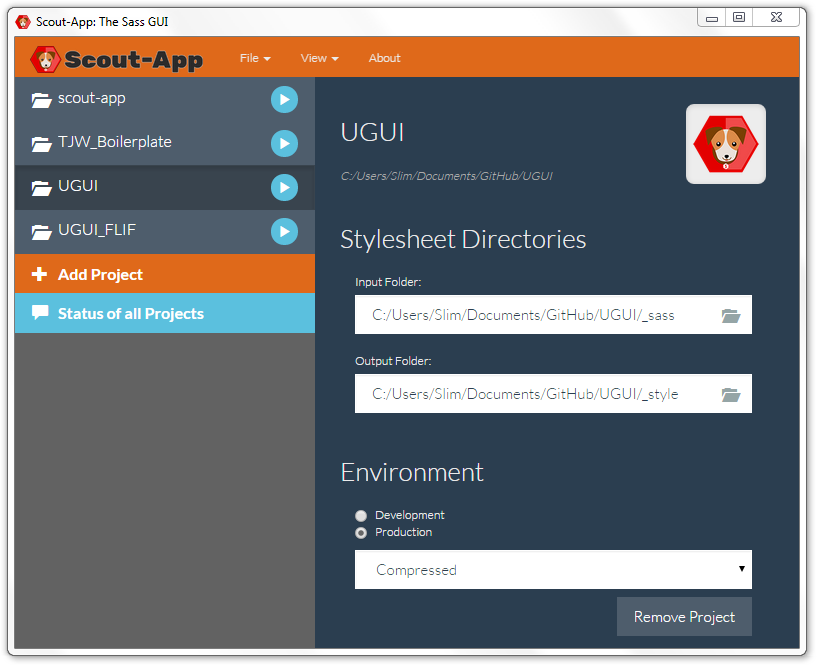 Scout-App: The Sass GUI
Scout-App
File
View
About
scout-app
TJW_Boilerplate
UGUI
UGUI_FLIF
Add Project
Status of all Projects
UGUI
C:/Users/Slim/Documents/GitHub/UGUI
Stylesheet Directories
Input Folder:
C:/Users/Slim/Documents/GitHub/UGUI/_sass
Output Folder:
C:/Users/Slim/Documents/GitHub/UGUI/_style
Environment
Development
Production
Compressed
Remove Project